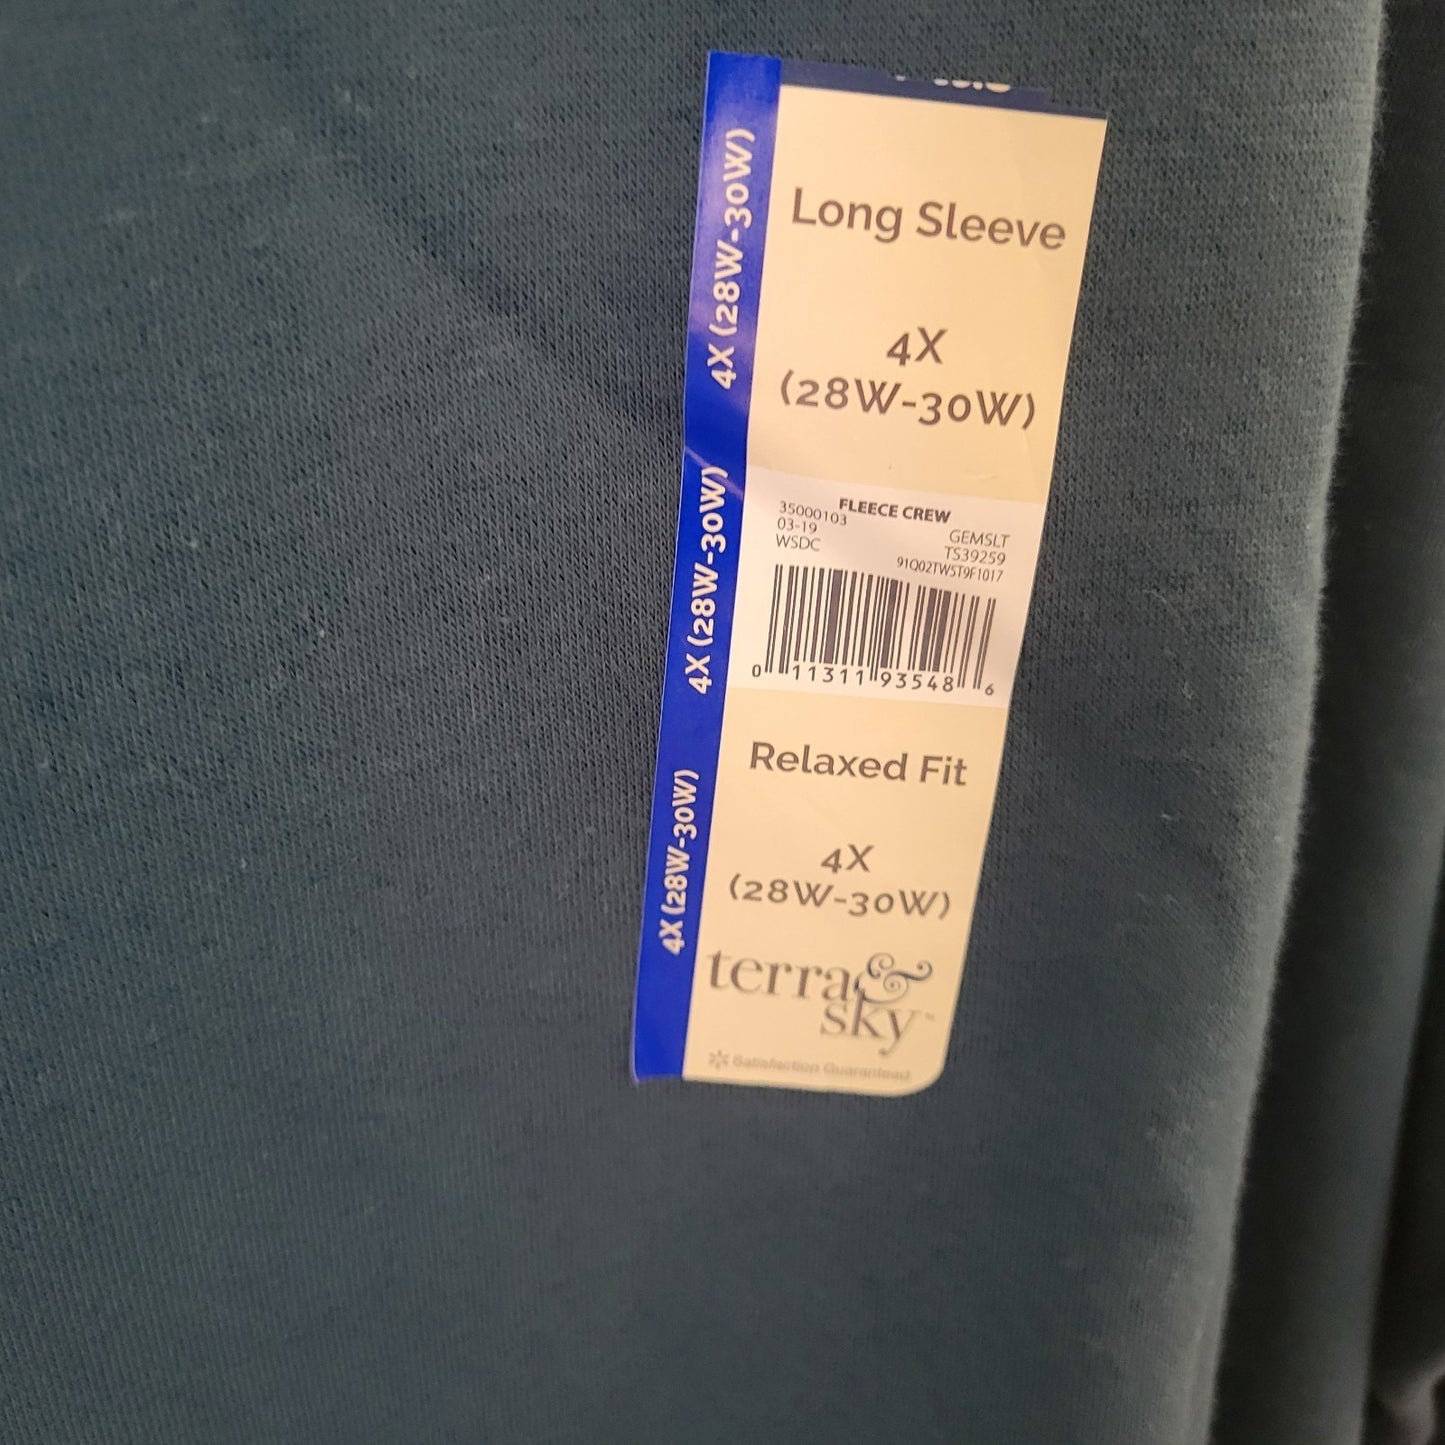 Long Sleeve
4X
(28W-30W)
FLEECE CREW
35000103
03-19
WSDC
GEMSLT
TS39259
91Q02TWST9F1017
0 11311 93548 6
Relaxed Fit
4X
(28W-30W)
terra &
sky™
Satisfaction Guaranteed
4X (28W-30W)
4X (28W-30W)
4X (28W-30W)